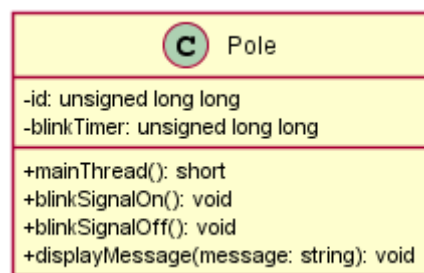 C Pole
-id: unsigned long long
-blinkTimer: unsigned long long
+mainThread(): short
+blinkSignalOn(): void
+blinkSignalOff(): void
+displayMessage(message: string): void